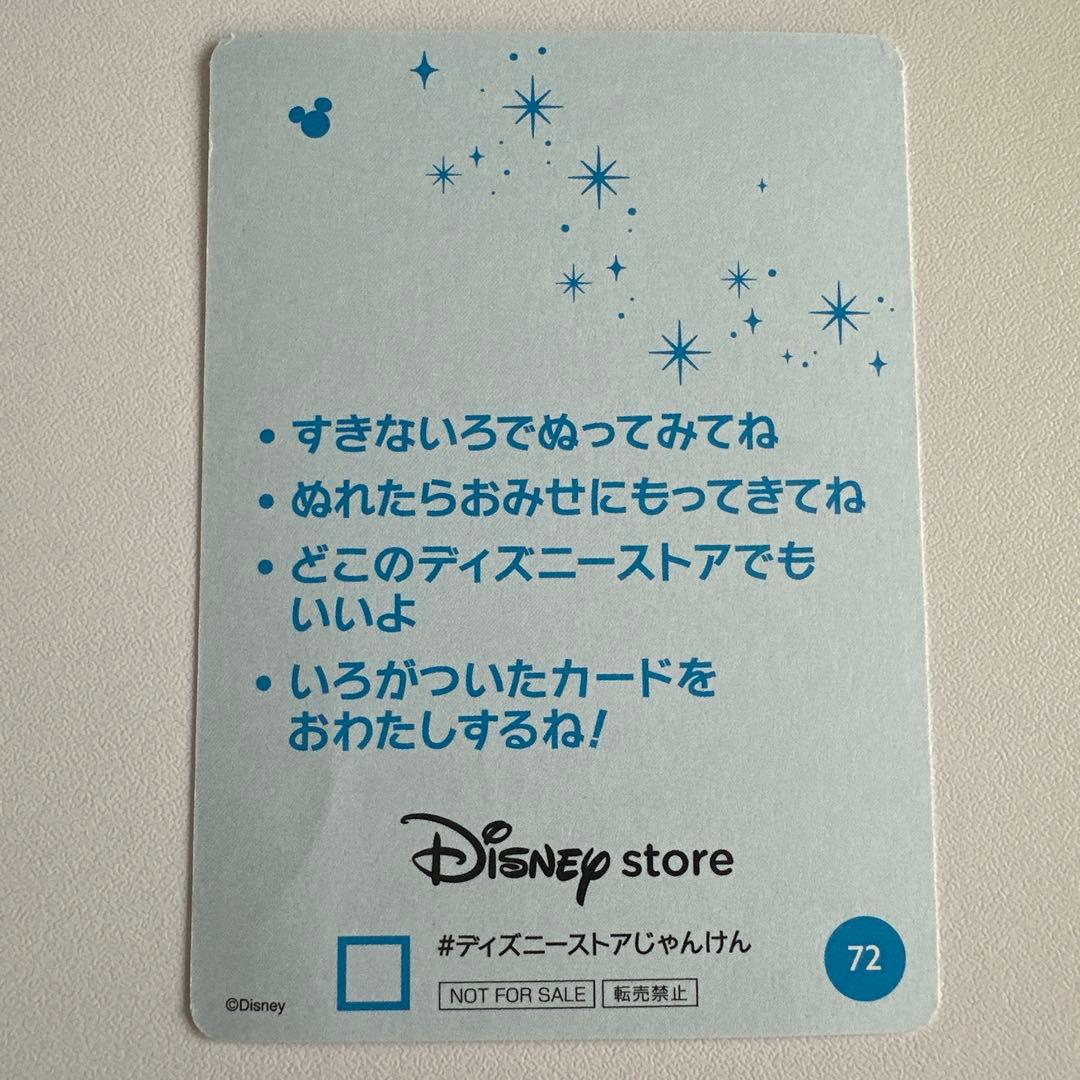 • すきないろでぬってみてね
• ぬれたらおみせにもってきてね
• どこのディズニーストアでも
いいよ
• いろがついたカードを
おわたしするね!
Disney store
#ディズニーストアじゃんけん
72
NOT FOR SALE 転売禁止
©Disney